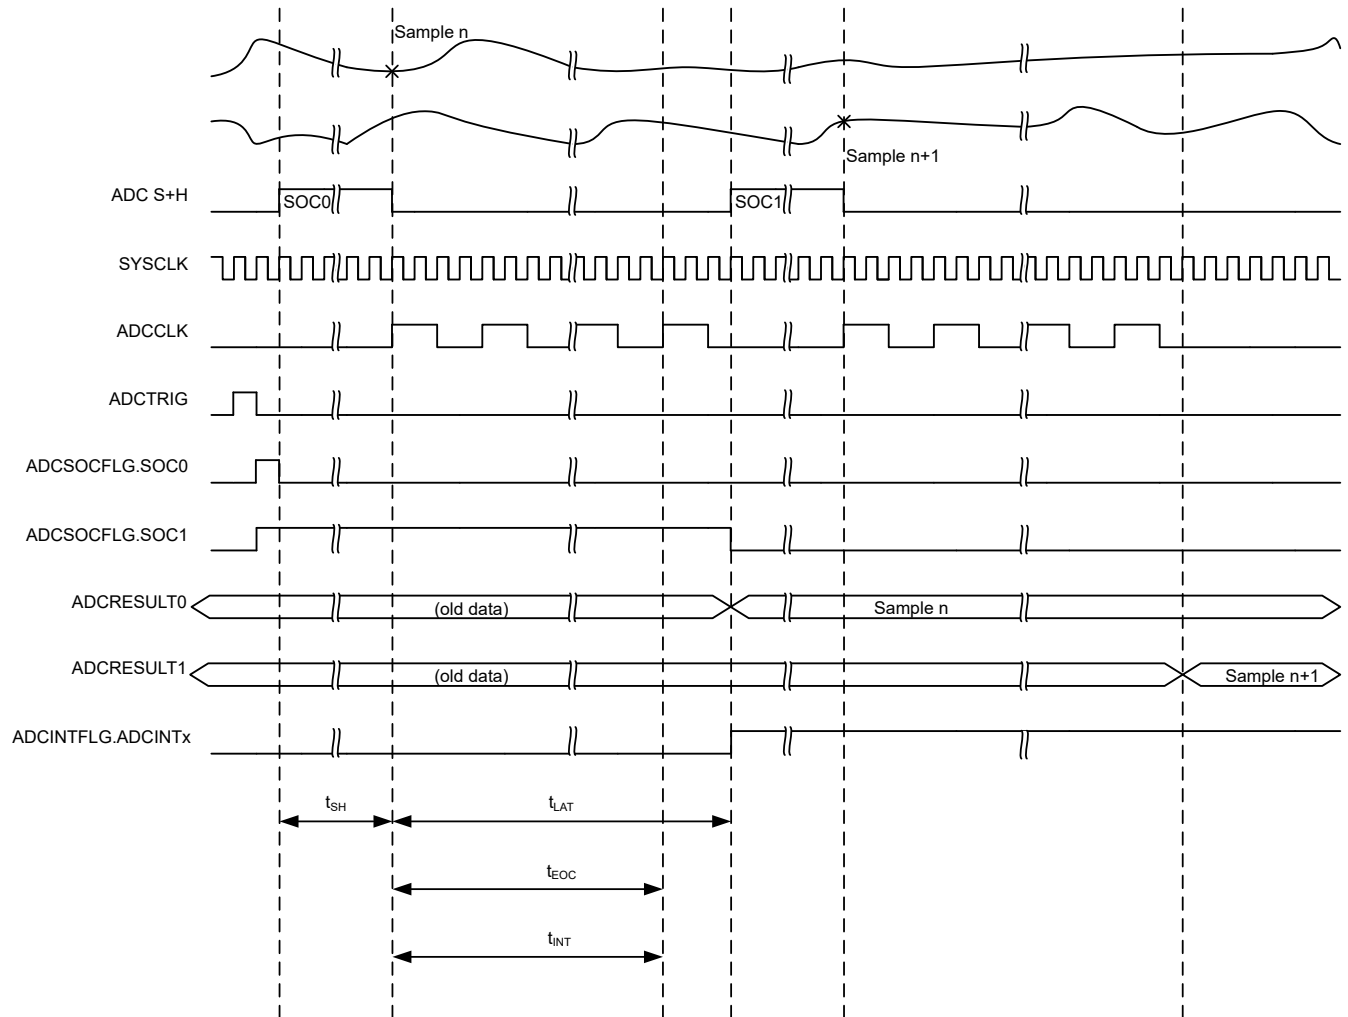 Sample n
Sample n+1
ADC S+H
SOC0
SOC1
SYSCLK
ADCCLK
ADCTRIG
ADCSOCFLG.SOC0
ADCSOCFLG.SOC1
ADCRESULT0
(old data)
Sample n
ADCRESULT1
(old data)
Sample n+1
ADCINTFLG.ADCINTx
tSH
tLAT
tEOC
tINT